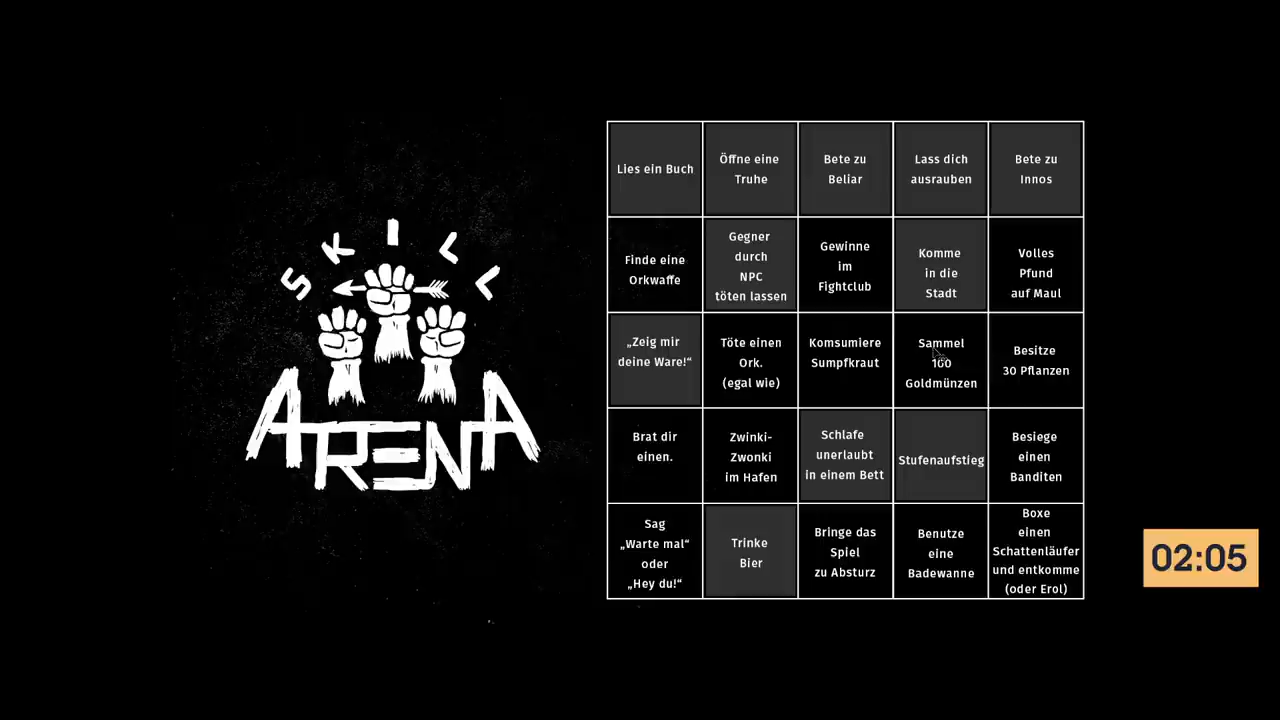 SKILL
ARENA
Lies ein Buch
Öffne eine
Truhe
Bete zu
Beliar
Lass dich
ausrauben
Bete zu
Innos
Finde eine
Orkwaffe
Gegner
durch
NPC
töten lassen
Gewinne
im
Fightclub
Komme
in die
Stadt
Volles
Pfund
auf Maul
„Zeig mir
deine Ware!“
Töte einen
Ork.
(egal wie)
Komsumiere
Sumpfkraut
Sammel
100
Goldmünzen
Besitze
30 Pflanzen
Brat dir
einen.
Zwinki-
Zwonki
im Hafen
Schlafe
unerlaubt
in einem Bett
Stufenaufstieg
Besiege
einen
Banditen
Sag
„Warte mal“
oder
„Hey du!“
Trinke
Bier
Bringe das
Spiel
zu Absturz
Benutze
eine
Badewanne
Boxe
einen
Schattenläufer
und entkomme
(oder Erol)
02:05